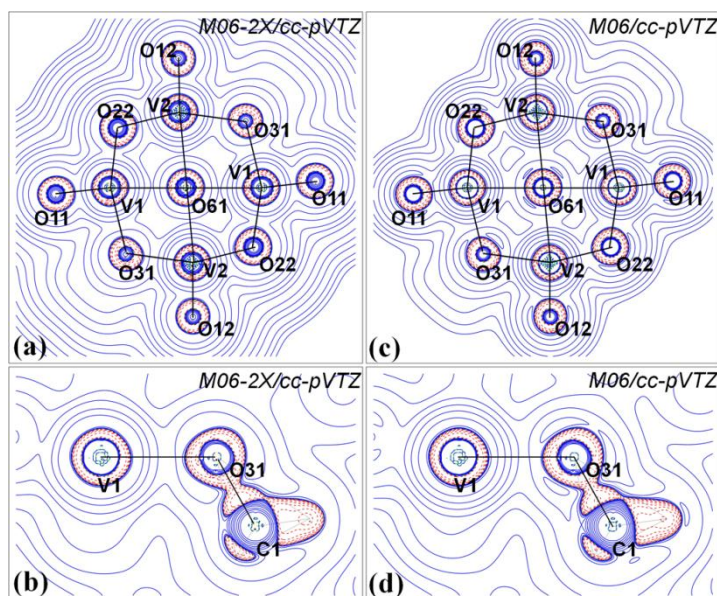 M06-2X/cc-pVTZ
O12
V2
O22
O31
V1
O11
O11
V1
O61
O31
O22
V2
O12
(a)
M06/cc-pVTZ
O12
V2
O22
O31
V1
O11
O11
V1
O61
O31
O22
V2
O12
(c)
M06-2X/cc-pVTZ
O31
V1
C1
(b)
M06/cc-pVTZ
O31
V1
C1
(d)